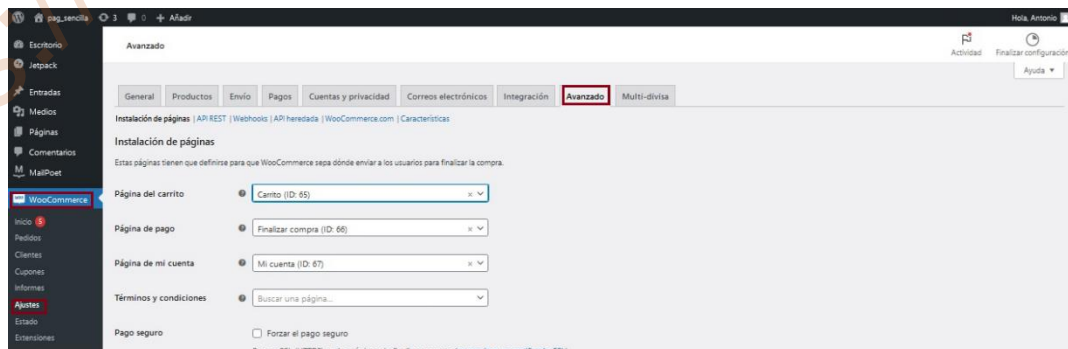 pag_sencilla 3 0 + Añadir Hola, Antonio
Escritorio
Jetpack
Entradas
Medios
Páginas
Comentarios
MailPoet
WooCommerce
Inicio 5
Pedidos
Clientes
Cupones
Informes
Ajustes
Estado
Extensiones
Avanzado
Actividad Finalizar configuración
Ayuda
General Productos Envío Pagos Cuentas y privacidad Correos electrónicos Integración Avanzado Multi-divisa
Instalación de páginas | API REST | Webhooks | API heredada | WooCommerce.com | Características
Instalación de páginas
Estas páginas tienen que definirse para que WooCommerce sepa dónde enviar a los usuarios para finalizar la compra.
Página del carrito Carrito (ID: 65) ×
Página de pago Finalizar compra (ID: 66) ×
Página de mi cuenta Mi cuenta (ID: 67) ×
Términos y condiciones Buscar una página...
Pago seguro Forzar el pago seguro